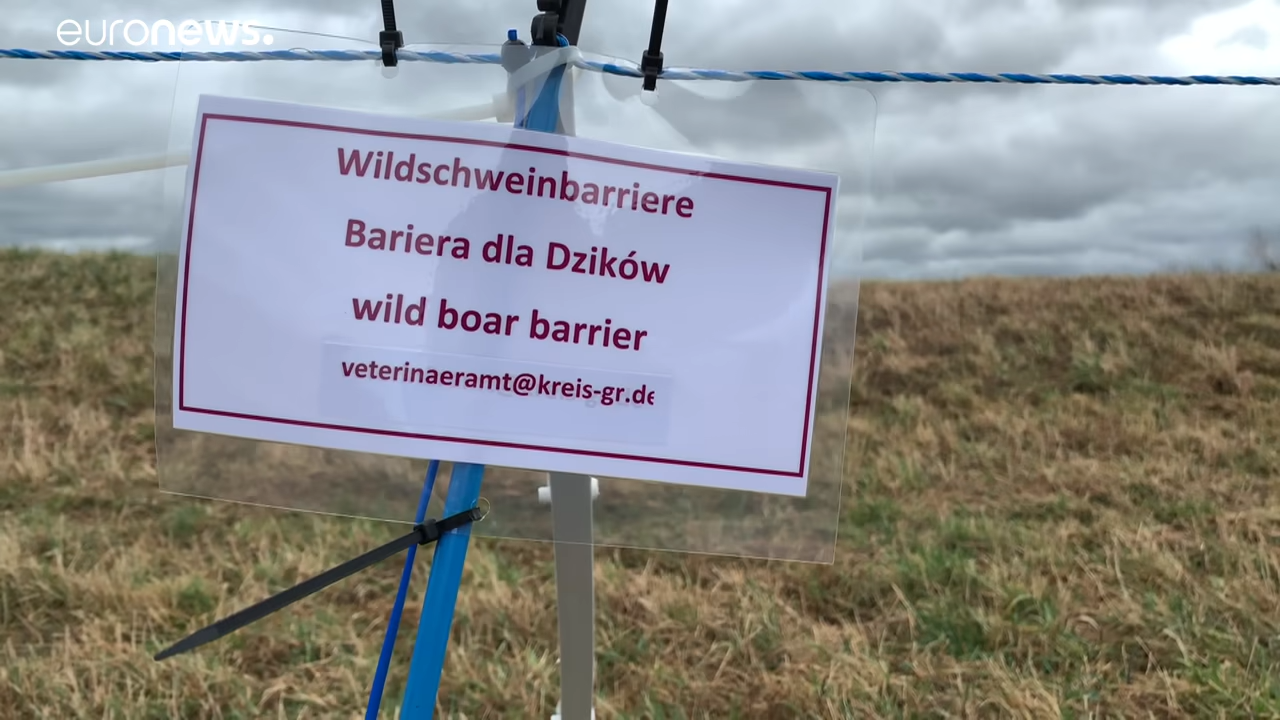 euronews.
Wildschweinbarriere
Bariera dla Dzików
wild boar barrier
veterinaeramt@kreis-gr.de